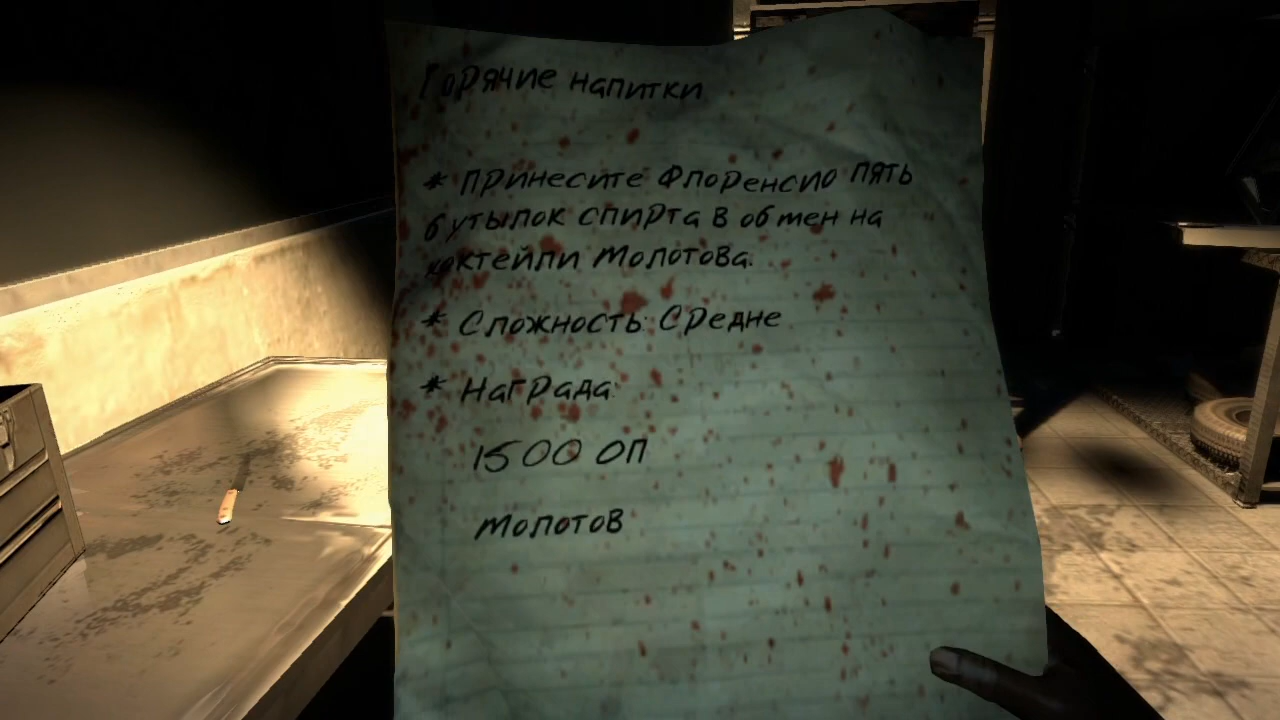 Горячие напитки
* Принесите Флоренсио пять
бутылок спирта в обмен на
коктейли Молотова.
* Сложность: Средне
* Награда:
1500 ОП
Молотов